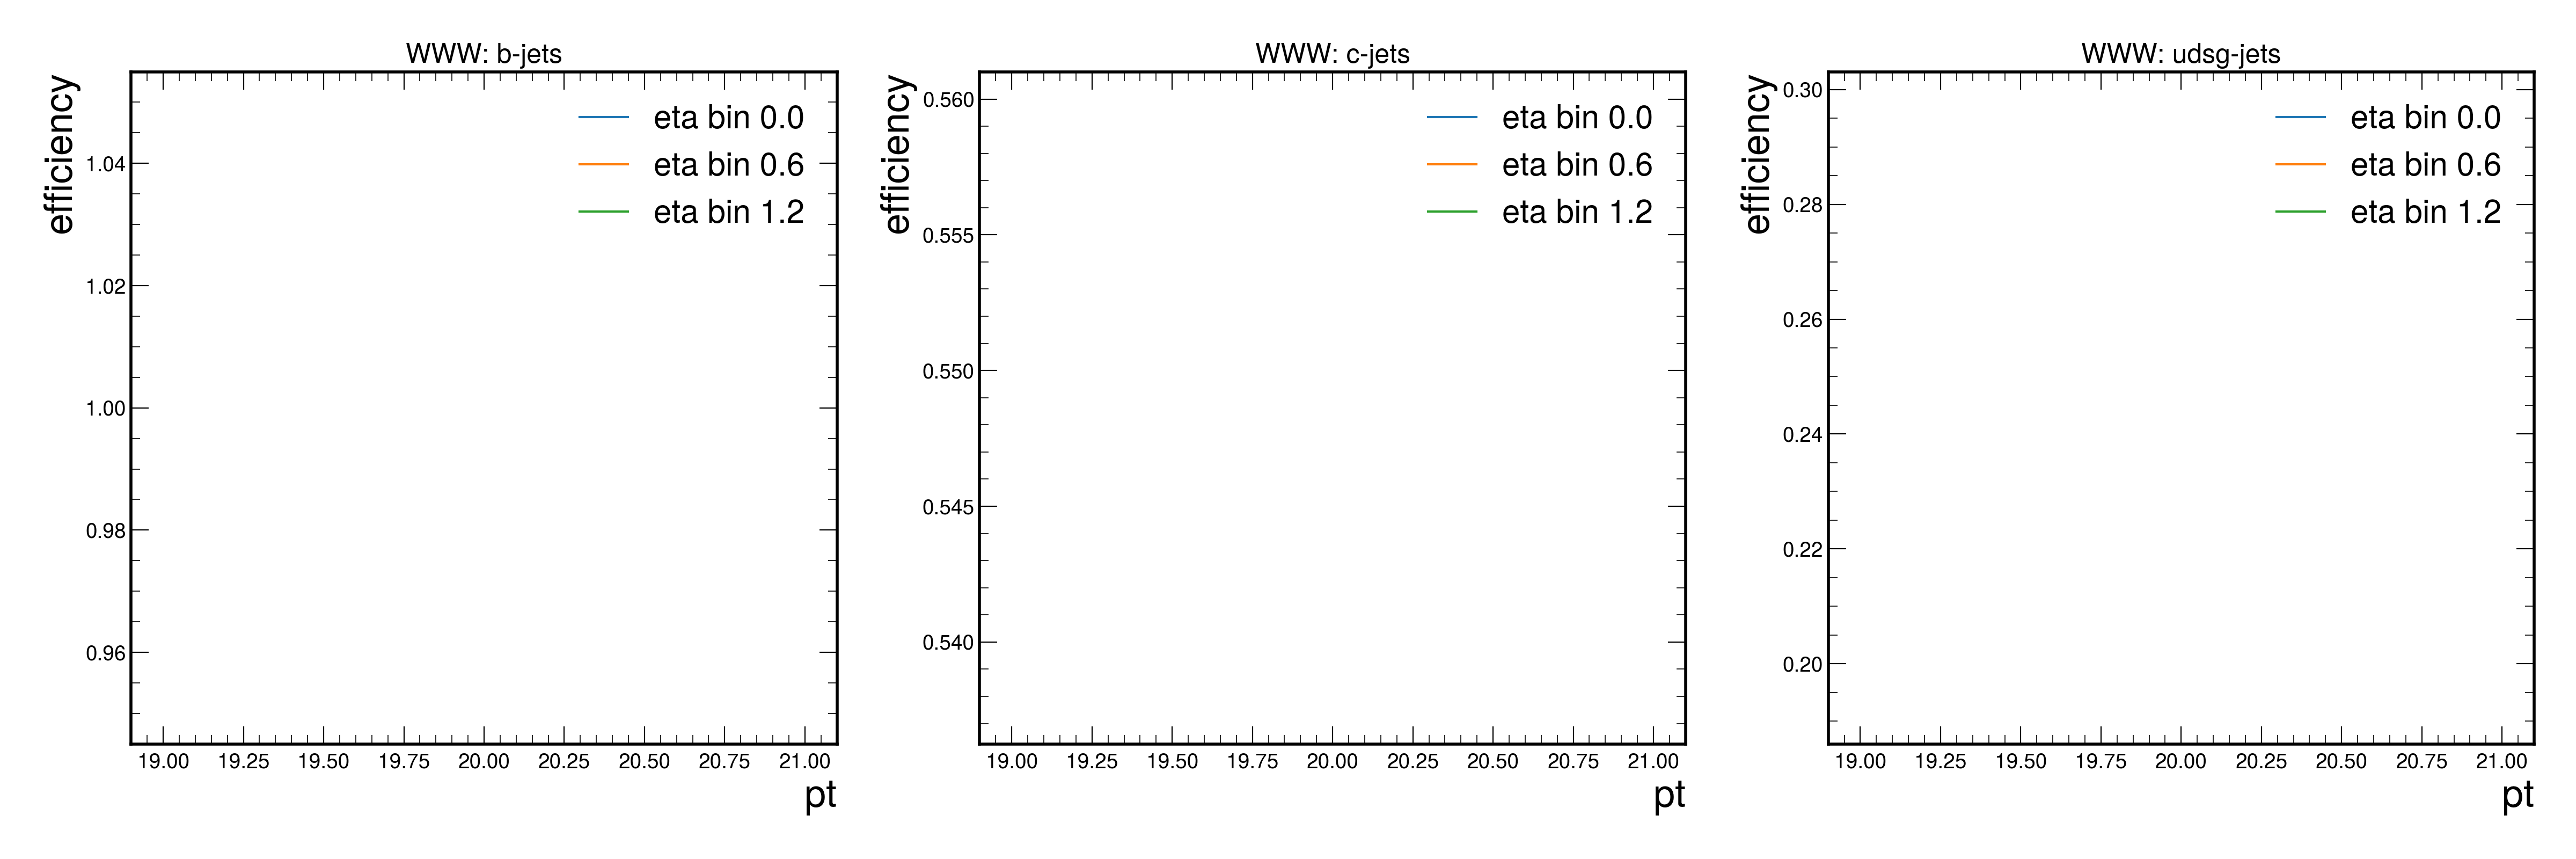 WWW: b-jets
efficiency
1.04
1.02
1.00
0.98
0.96
eta bin 0.0
eta bin 0.6
eta bin 1.2
19.00 19.25 19.50 19.75 20.00 20.25 20.50 20.75 21.00
pt
WWW: c-jets
efficiency
0.560
0.555
0.550
0.545
0.540
eta bin 0.0
eta bin 0.6
eta bin 1.2
19.00 19.25 19.50 19.75 20.00 20.25 20.50 20.75 21.00
pt
WWW: udsg-jets
efficiency
0.30
0.28
0.26
0.24
0.22
0.20
eta bin 0.0
eta bin 0.6
eta bin 1.2
19.00 19.25 19.50 19.75 20.00 20.25 20.50 20.75 21.00
pt